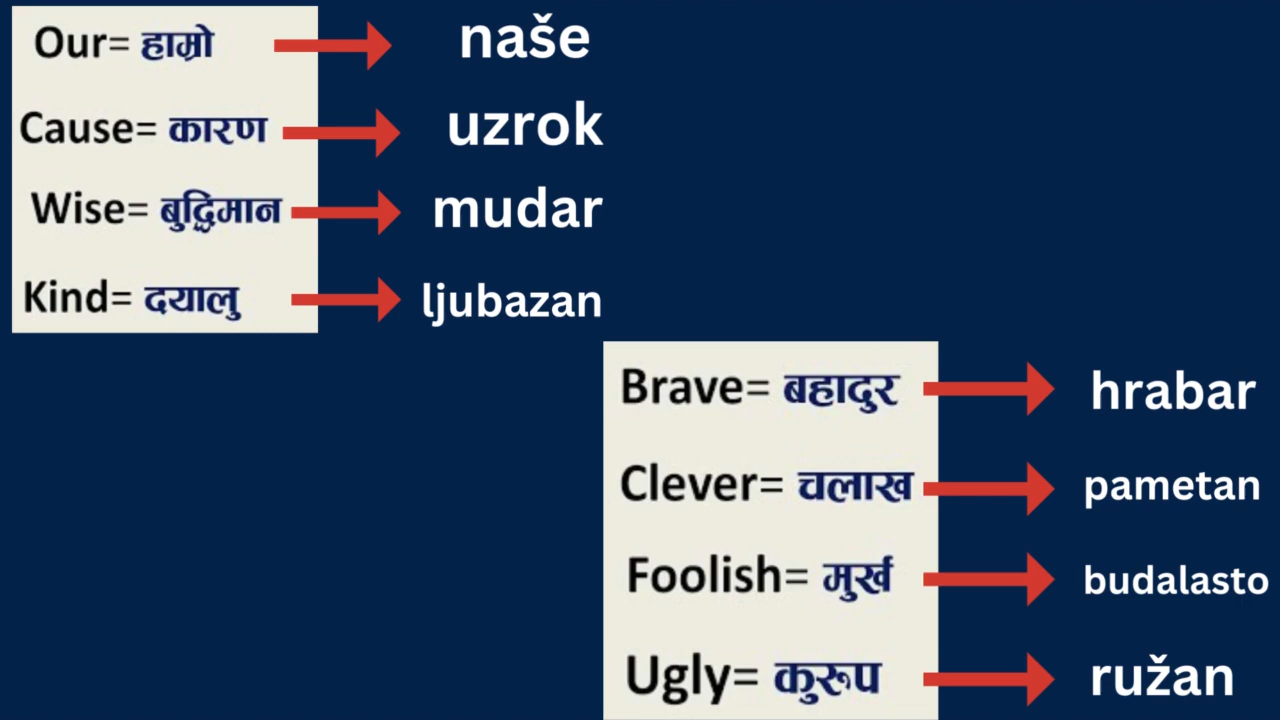 Our= हाम्रो naše
Cause= कारण uzrok
Wise= बुद्धिमान mudar
Kind= दयालु ljubazan
Brave= बहादुर hrabar
Clever= चलाख pametan
Foolish= मुर्ख budalasto
Ugly= कुरुप ružan